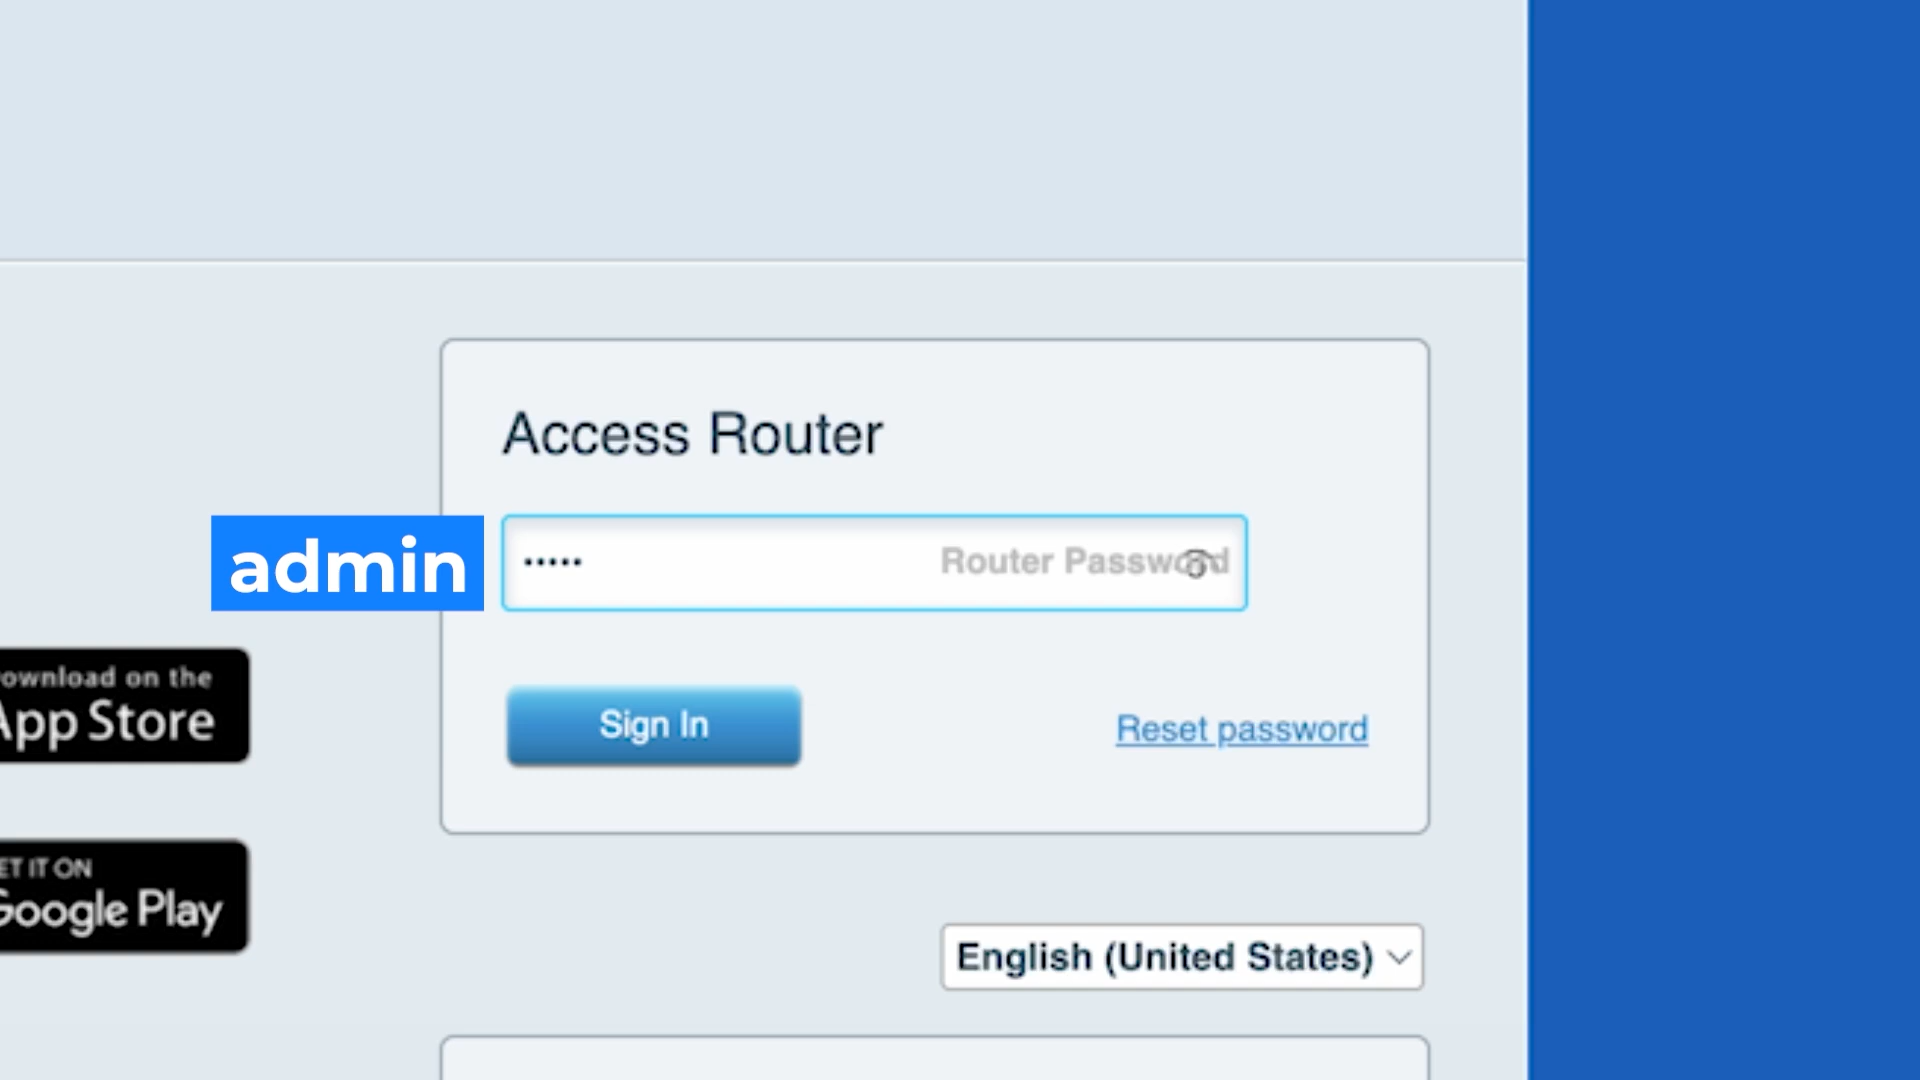 Access Router
admin
•••••
Router Password
Sign In
Reset password
ownload on the
App Store
ET IT ON
Google Play
English (United States)